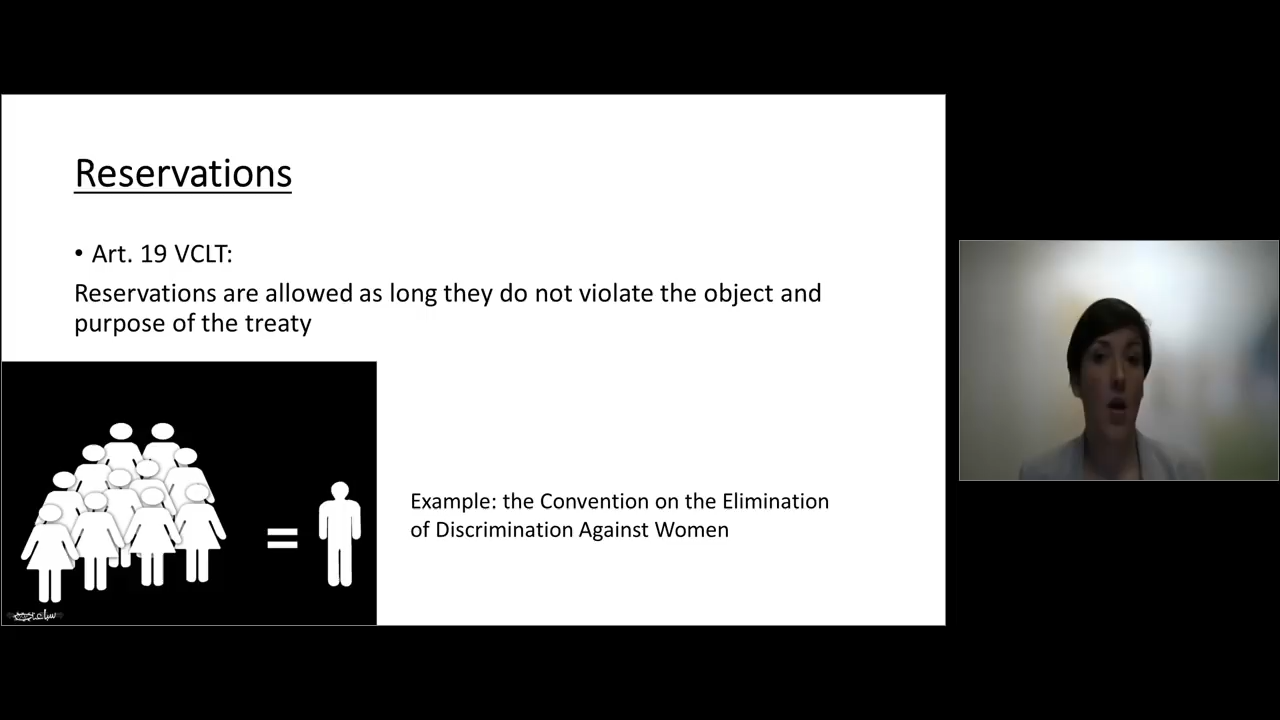 Reservations
• Art. 19 VCLT:
Reservations are allowed as long they do not violate the object and
purpose of the treaty
=
Example: the Convention on the Elimination
of Discrimination Against Women